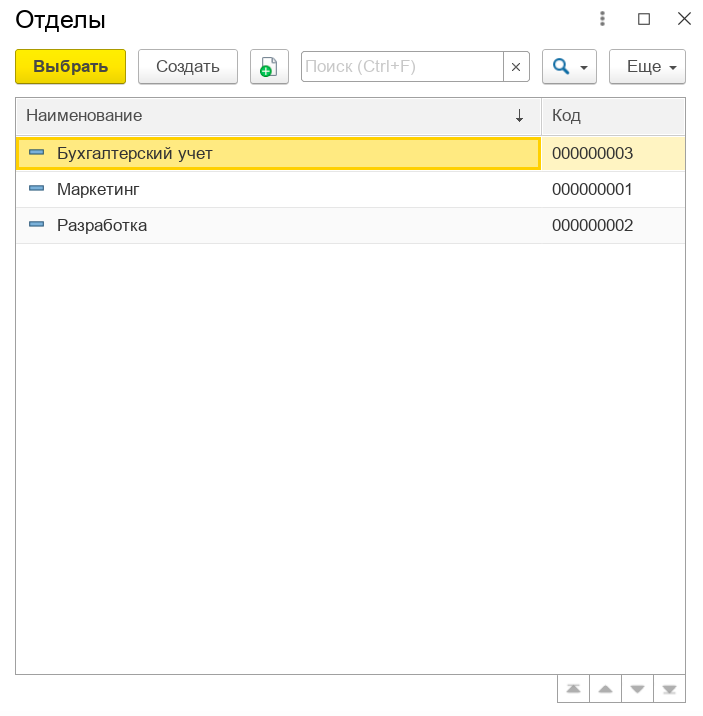 Отделы
Выбрать Создать Поиск (Ctrl+F) Еще
Наименование Код
Бухгалтерский учет 000000003
Маркетинг 000000001
Разработка 000000002